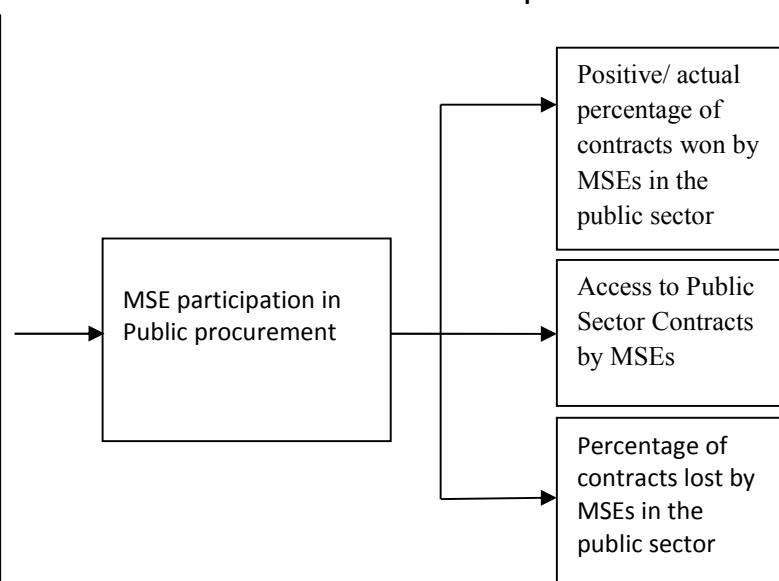 MSE participation in
Public procurement
Positive/ actual
percentage of
contracts won by
MSEs in the
public sector
Access to Public
Sector Contracts
by MSEs
Percentage of
contracts lost by
MSEs in the
public sector